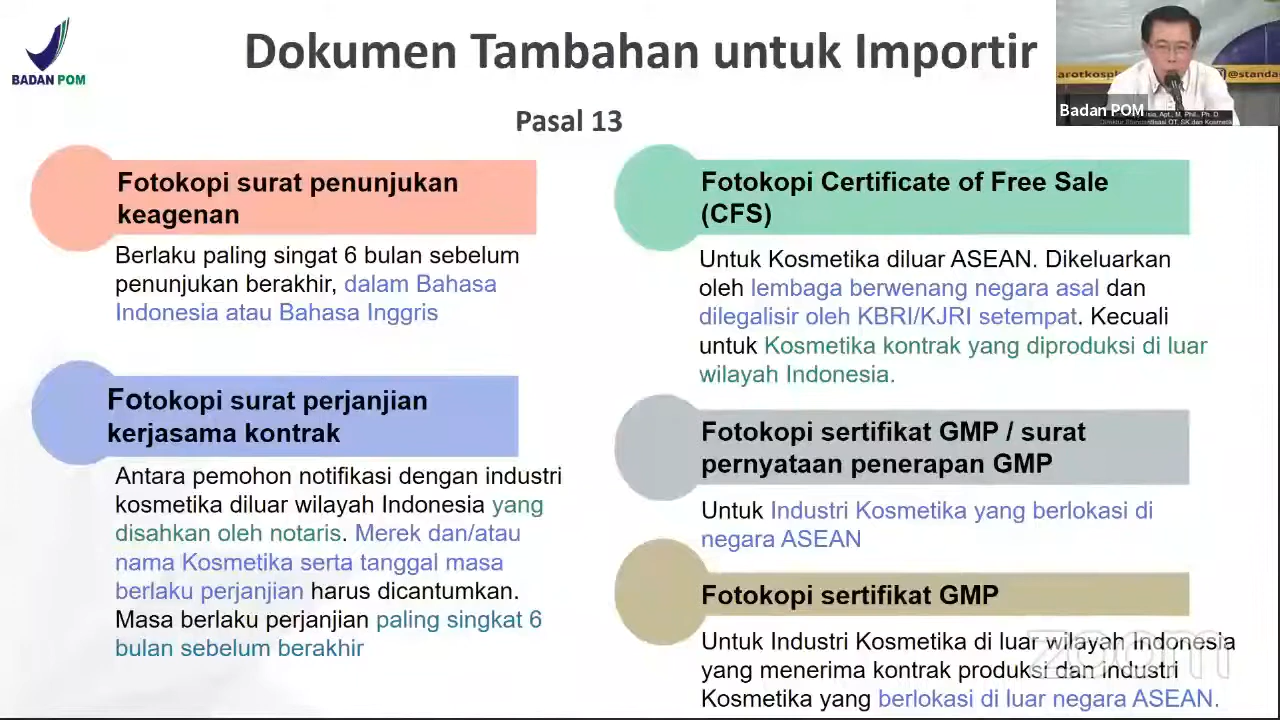 BADAN POM
Dokumen Tambahan untuk Importir
Pasal 13
@standa
Badan POM
Apt., M. Phil., Ph. D
Fotokopi surat penunjukan
keagenan
Berlaku paling singat 6 bulan sebelum
penunjukan berakhir, dalam Bahasa
Indonesia atau Bahasa Inggris
Fotokopi surat perjanjian
kerjasama kontrak
Antara pemohon notifikasi dengan industri
kosmetika diluar wilayah Indonesia yang
disahkan oleh notaris. Merek dan/atau
nama Kosmetika serta tanggal masa
berlaku perjanjian harus dicantumkan.
Masa berlaku perjanjian paling singkat 6
bulan sebelum berakhir
Fotokopi Certificate of Free Sale
(CFS)
Untuk Kosmetika diluar ASEAN. Dikeluarkan
oleh lembaga berwenang negara asal dan
dilegalisir oleh KBRI/KJRI setempat. Kecuali
untuk Kosmetika kontrak yang diproduksi di luar
wilayah Indonesia.
Fotokopi sertifikat GMP / surat
pernyataan penerapan GMP
Untuk Industri Kosmetika yang berlokasi di
negara ASEAN
Fotokopi sertifikat GMP
Untuk Industri Kosmetika di luar wilayah Indonesia
yang menerima kontrak produksi dan industri
Kosmetika yang berlokasi di luar negara ASEAN.
zoom